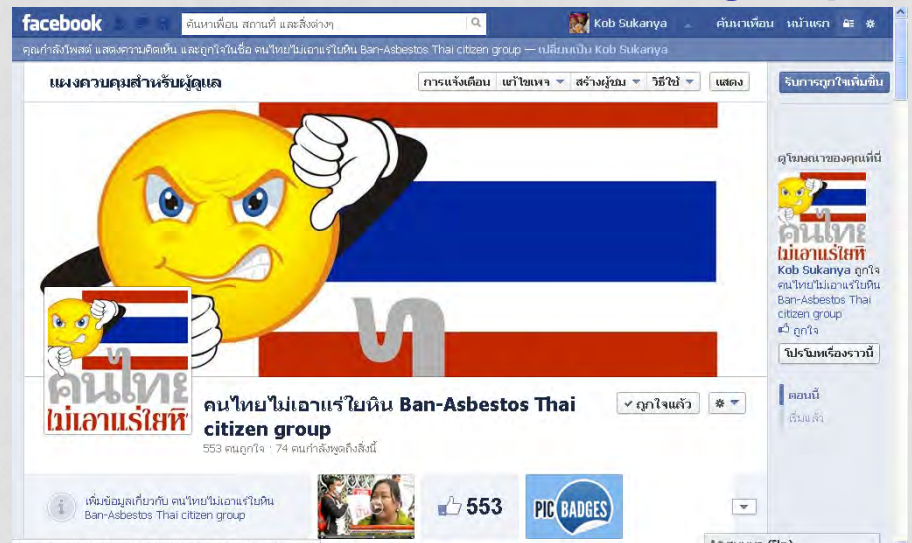 facebook
ค้นหาเพื่อน สถานที่ และสิ่งต่างๆ
Kob Sukanya
ค้นหาเพื่อน หน้าแรก
คุณกำลังโพสต์ แสดงความคิดเห็น และถูกใจในชื่อ คนไทยไม่เอาแร่ใยหิน Ban-Asbestos Thai citizen group — เปลี่ยนเป็น Kob Sukanya
แผงควบคุมสำหรับผู้ดูแล
การแจ้งเตือน แก้ไขเพจ สร้างผู้ชม วิธีใช้ แสดง
รับการถูกใจเพิ่มขึ้น
ท
คนไทย
ไม่เอาแร่ใยหิ
คนไทยไม่เอาแร่ใยหิน Ban-Asbestos Thai
citizen group
553 คนถูกใจ · 74 คนกำลังพูดถึงสิ่งนี้
ถูกใจแล้ว
เพิ่มข้อมูลเกี่ยวกับ คนไทยไม่เอาแร่ใยหิน
Ban-Asbestos Thai citizen group
553
PIC BADGES
ดูโฆษณาของคุณที่นี่
คนไทย
ไม่เอาแร่ใยหิ
Kob Sukanya ถูกใจ
คนไทยไม่เอาแร่ใยหิน
Ban-Asbestos Thai
citizen group
ถูกใจ
โปรโมทเรื่องราวนี้
ตอนนี้
เริ่มแล้ว